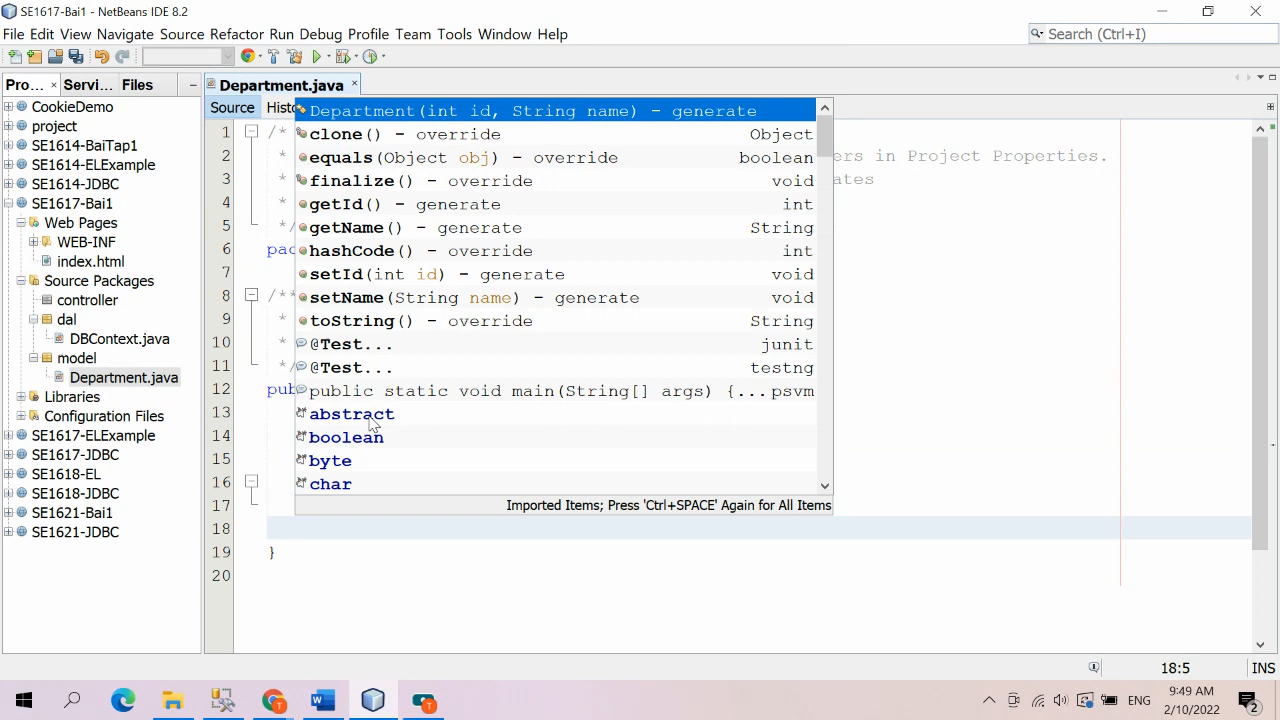 SE1617-Bai1 - NetBeans IDE 8.2
File Edit View Navigate Source Refactor Run Debug Profile Team Tools Window Help
Search (Ctrl+I)
Pro... Servi... Files
Department.java
CookieDemo
project
SE1614-BaiTap1
SE1614-ELExample
SE1614-JDBC
SE1617-Bai1
Web Pages
WEB-INF
index.html
Source Packages
controller
dal
DBContext.java
model
Department.java
Libraries
Configuration Files
SE1617-ELExample
SE1617-JDBC
SE1618-EL
SE1618-JDBC
SE1621-Bai1
SE1621-JDBC
Source Histo
1 /*
2 * ers in Project Properties.
3 * ates
4 *
5 */
6 pac
7
8 /**
9 *
10 *
11 */
12 pub
13
14
15
16
17
18
19 }
20
Department(int id, String name) - generate
clone() - override Object
equals(Object obj) - override boolean
finalize() - override void
getId() - generate int
getName() - generate String
hashCode() - override int
setId(int id) - generate void
setName(String name) - generate void
toString() - override String
@Test... junit
@Test... testng
public static void main(String[] args) {... psvm
abstract
boolean
byte
char
Imported Items; Press 'Ctrl+SPACE' Again for All Items
18:5 INS
T
W
T
ENG
9:49 AM
2/10/2022
2